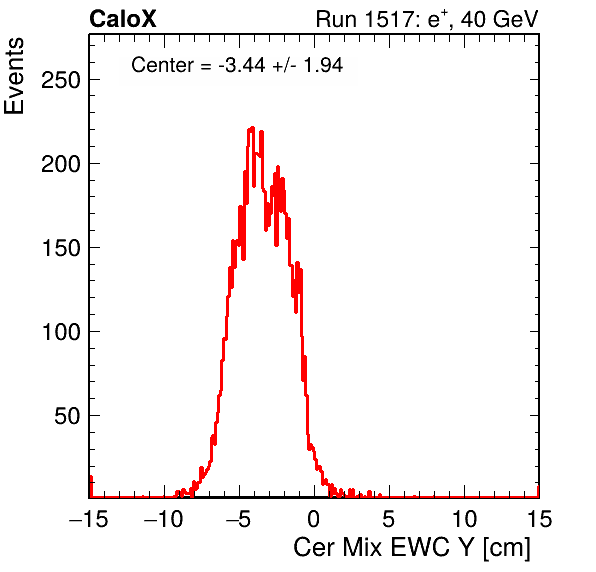 CaloX Run 1517: e⁺, 40 GeV
Center = -3.44 +/- 1.94
Events
250
200
150
100
50
−15 −10 −5 0 5 10 15
Cer Mix EWC Y [cm]